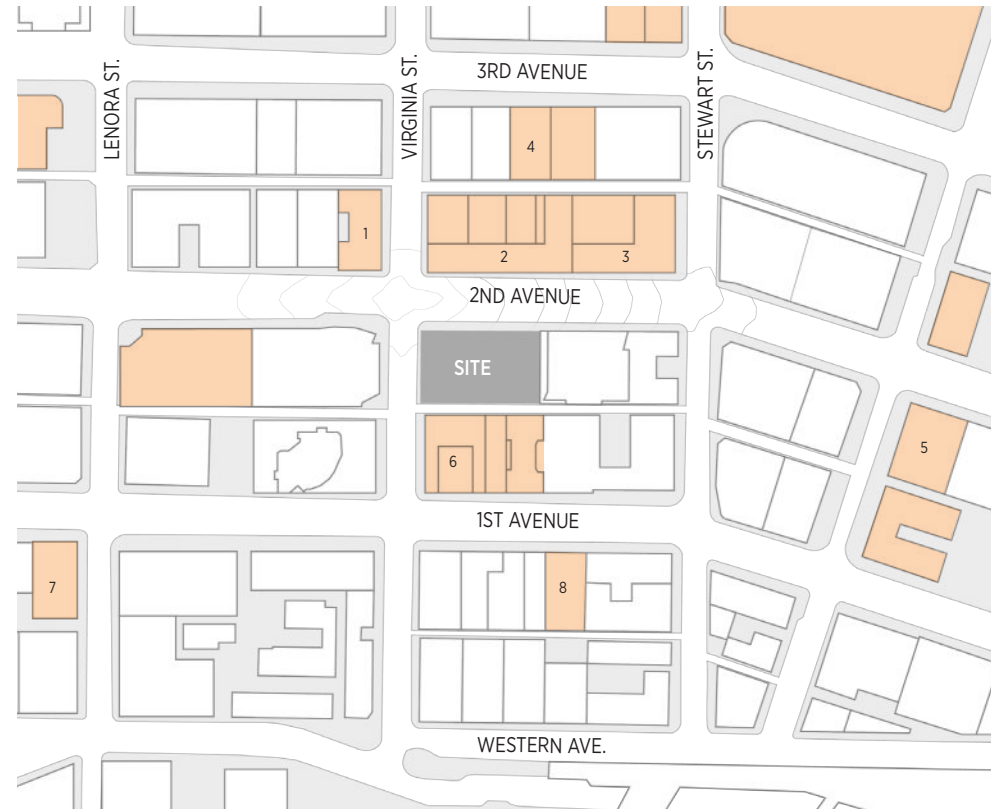 3RD AVENUE
LENORA ST.
VIRGINIA ST.
STEWART ST.
4
1
2
3
2ND AVENUE
SITE
5
6
1ST AVENUE
7
8
WESTERN AVE.